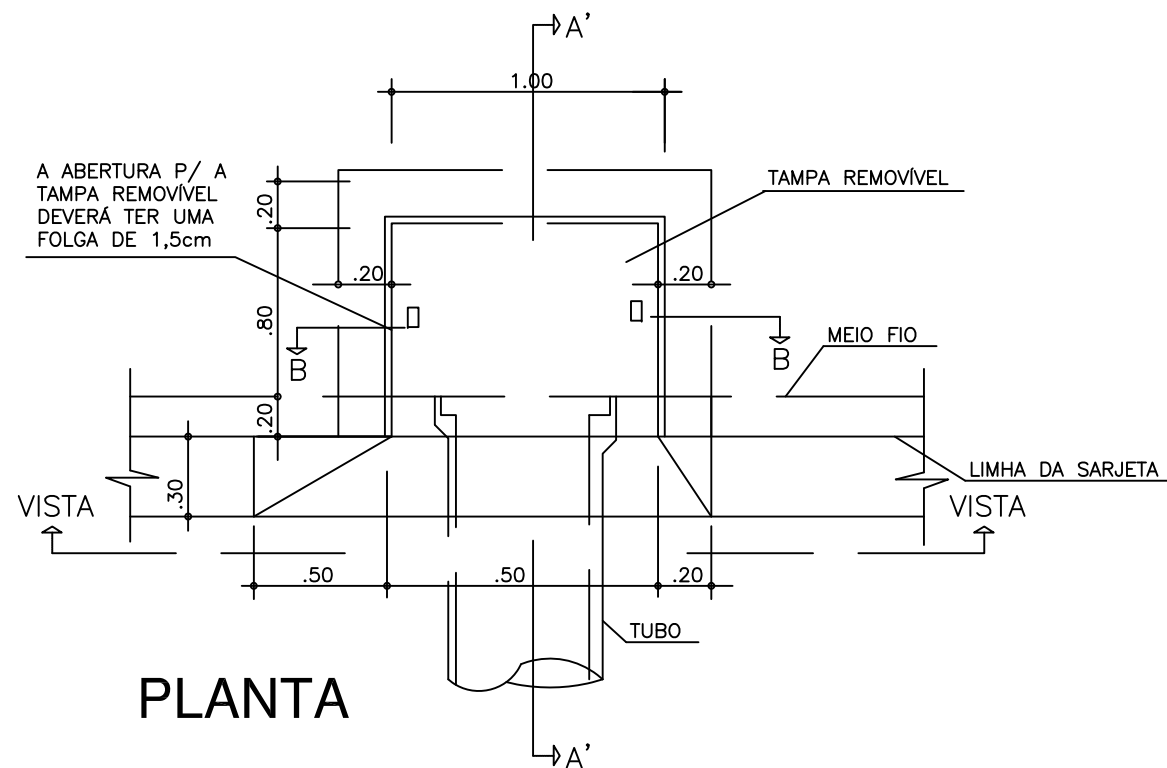 A'
1.00
A ABERTURA P/ A
TAMPA REMOVÍVEL
DEVERÁ TER UMA
FOLGA DE 1,5cm
.20
TAMPA REMOVÍVEL
.20
.20
.80
B
B
MEIO FIO
.20
.30
LIMHA DA SARJETA
VISTA
VISTA
.50
.50
.20
TUBO
PLANTA
A'